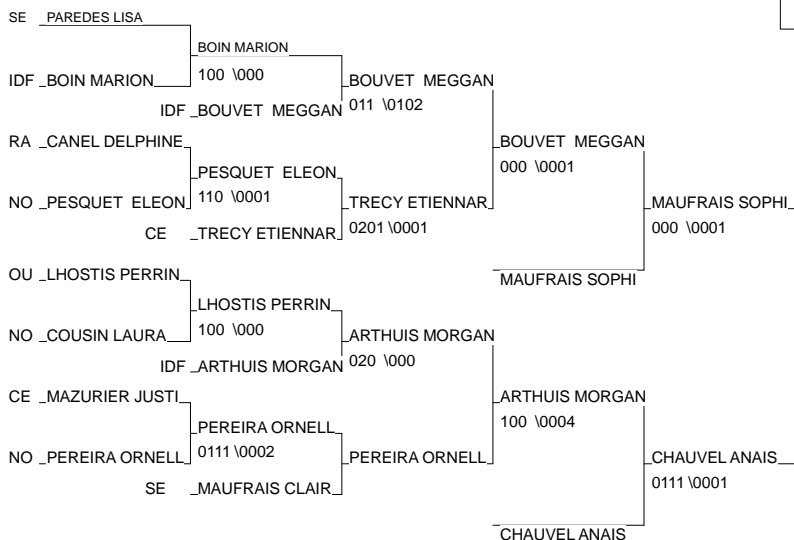 SE PAREDES LISA
BOIN MARION
IDF BOIN MARION
100 \000
BOUVET MEGGAN
IDF BOUVET MEGGAN
011 \0102
RA CANEL DELPHINE
BOUVET MEGGAN
000 \0001
PESQUET ELEON
NO PESQUET ELEON
110 \0001
TRECY ETIENNAR
MAUFRAIS SOPHI
CE TRECY ETIENNAR
0201 \0001
000 \0001
OU LHOSTIS PERRIN
MAUFRAIS SOPHI
LHOSTIS PERRIN
NO COUSIN LAURA
100 \000
ARTHUIS MORGAN
IDF ARTHUIS MORGAN
020 \000
CE MAZURIER JUSTI
ARTHUIS MORGAN
100 \0004
PEREIRA ORNELL
NO PEREIRA ORNELL
0111 \0002
PEREIRA ORNELL
CHAUVEL ANAIS
SE MAUFRAIS CLAIR
0111 \0001
CHAUVEL ANAIS